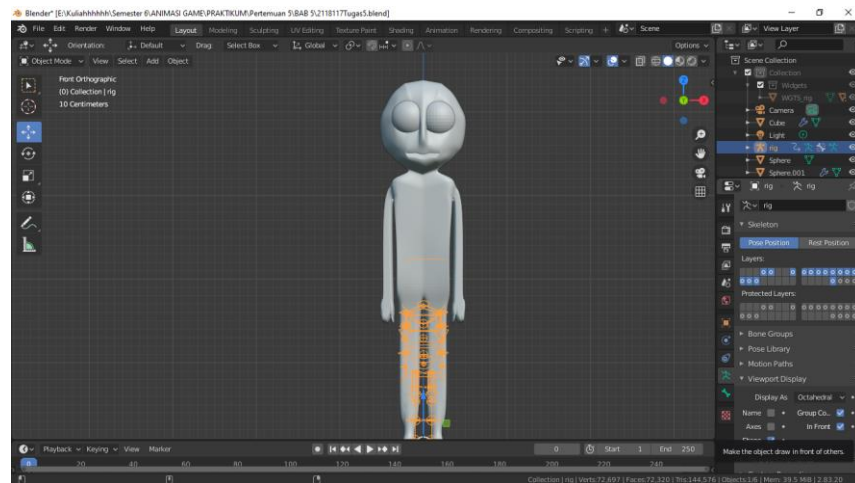 Blender* [E:\Kuliahhhhhh\Semester 6\ANIMASI GAME\PRAKTIKUM\Pertemuan 5\BAB 5\2118117Tugas5.blend]
File Edit Render Window Help Layout Modeling Sculpting UV Editing Texture Paint Shading Animation Rendering Compositing Scripting + Scene View Layer
Orientation: Default Drag Select Box Global Options
Object Mode View Select Add Object
Front Orthographic
(0) Collection | rig
10 Centimeters
Scene Collection
Collection
Widgets
WGTS_rig
Camera
Cube
Light
rig
Sphere
Sphere.001
rig rig
rig
Skeleton
Pose Position Rest Position
Layers:
Protected Layers:
Bone Groups
Pose Library
Motion Paths
Viewport Display
Display As Octahedral
Name Group Co..
Axes In Front
Make the object draw in front of others.
Playback Keying View Marker 0 Start 1 End 250
0 20 40 60 80 100 120 140 160 180 200 220 240
Collection | rig | Verts:72,697 | Faces:72,320 | Tris:144,576 | Objects:1/6 | Mem: 39.5 MiB | 2.83.20